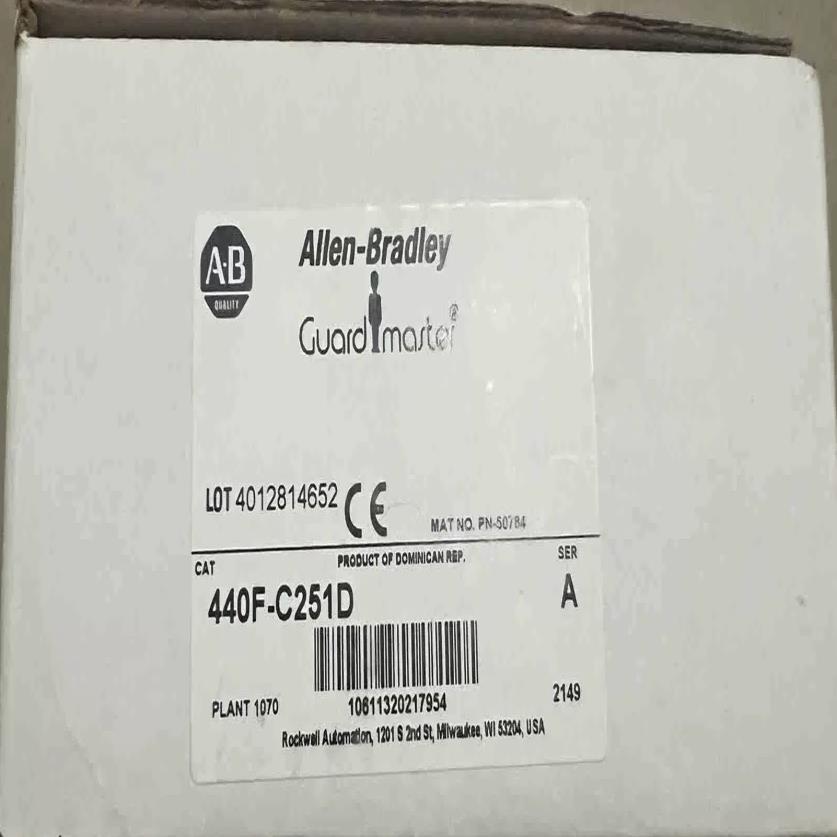 A·B
QUALITY
Allen-Bradley
Guardmaster®
LOT 4012814652 CE
MAT NO. PN-50784
CAT
PRODUCT OF DOMINICAN REP.
SER
440F-C251D
A
PLANT 1070
10611320217954
2149
Rockwell Automation, 1201 S 2nd St, Milwaukee, WI 53204, USA